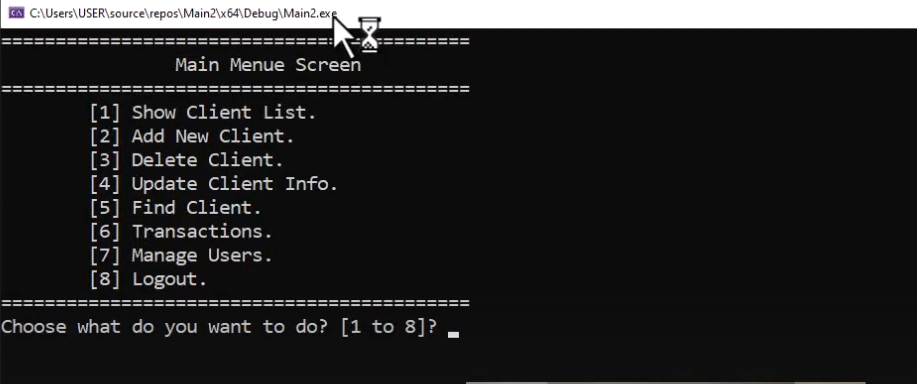 C:\Users\USER\source\repos\Main2\x64\Debug\Main2.exe
===========================================
Main Menue Screen
===========================================
[1] Show Client List.
[2] Add New Client.
[3] Delete Client.
[4] Update Client Info.
[5] Find Client.
[6] Transactions.
[7] Manage Users.
[8] Logout.
===========================================
Choose what do you want to do? [1 to 8]? _